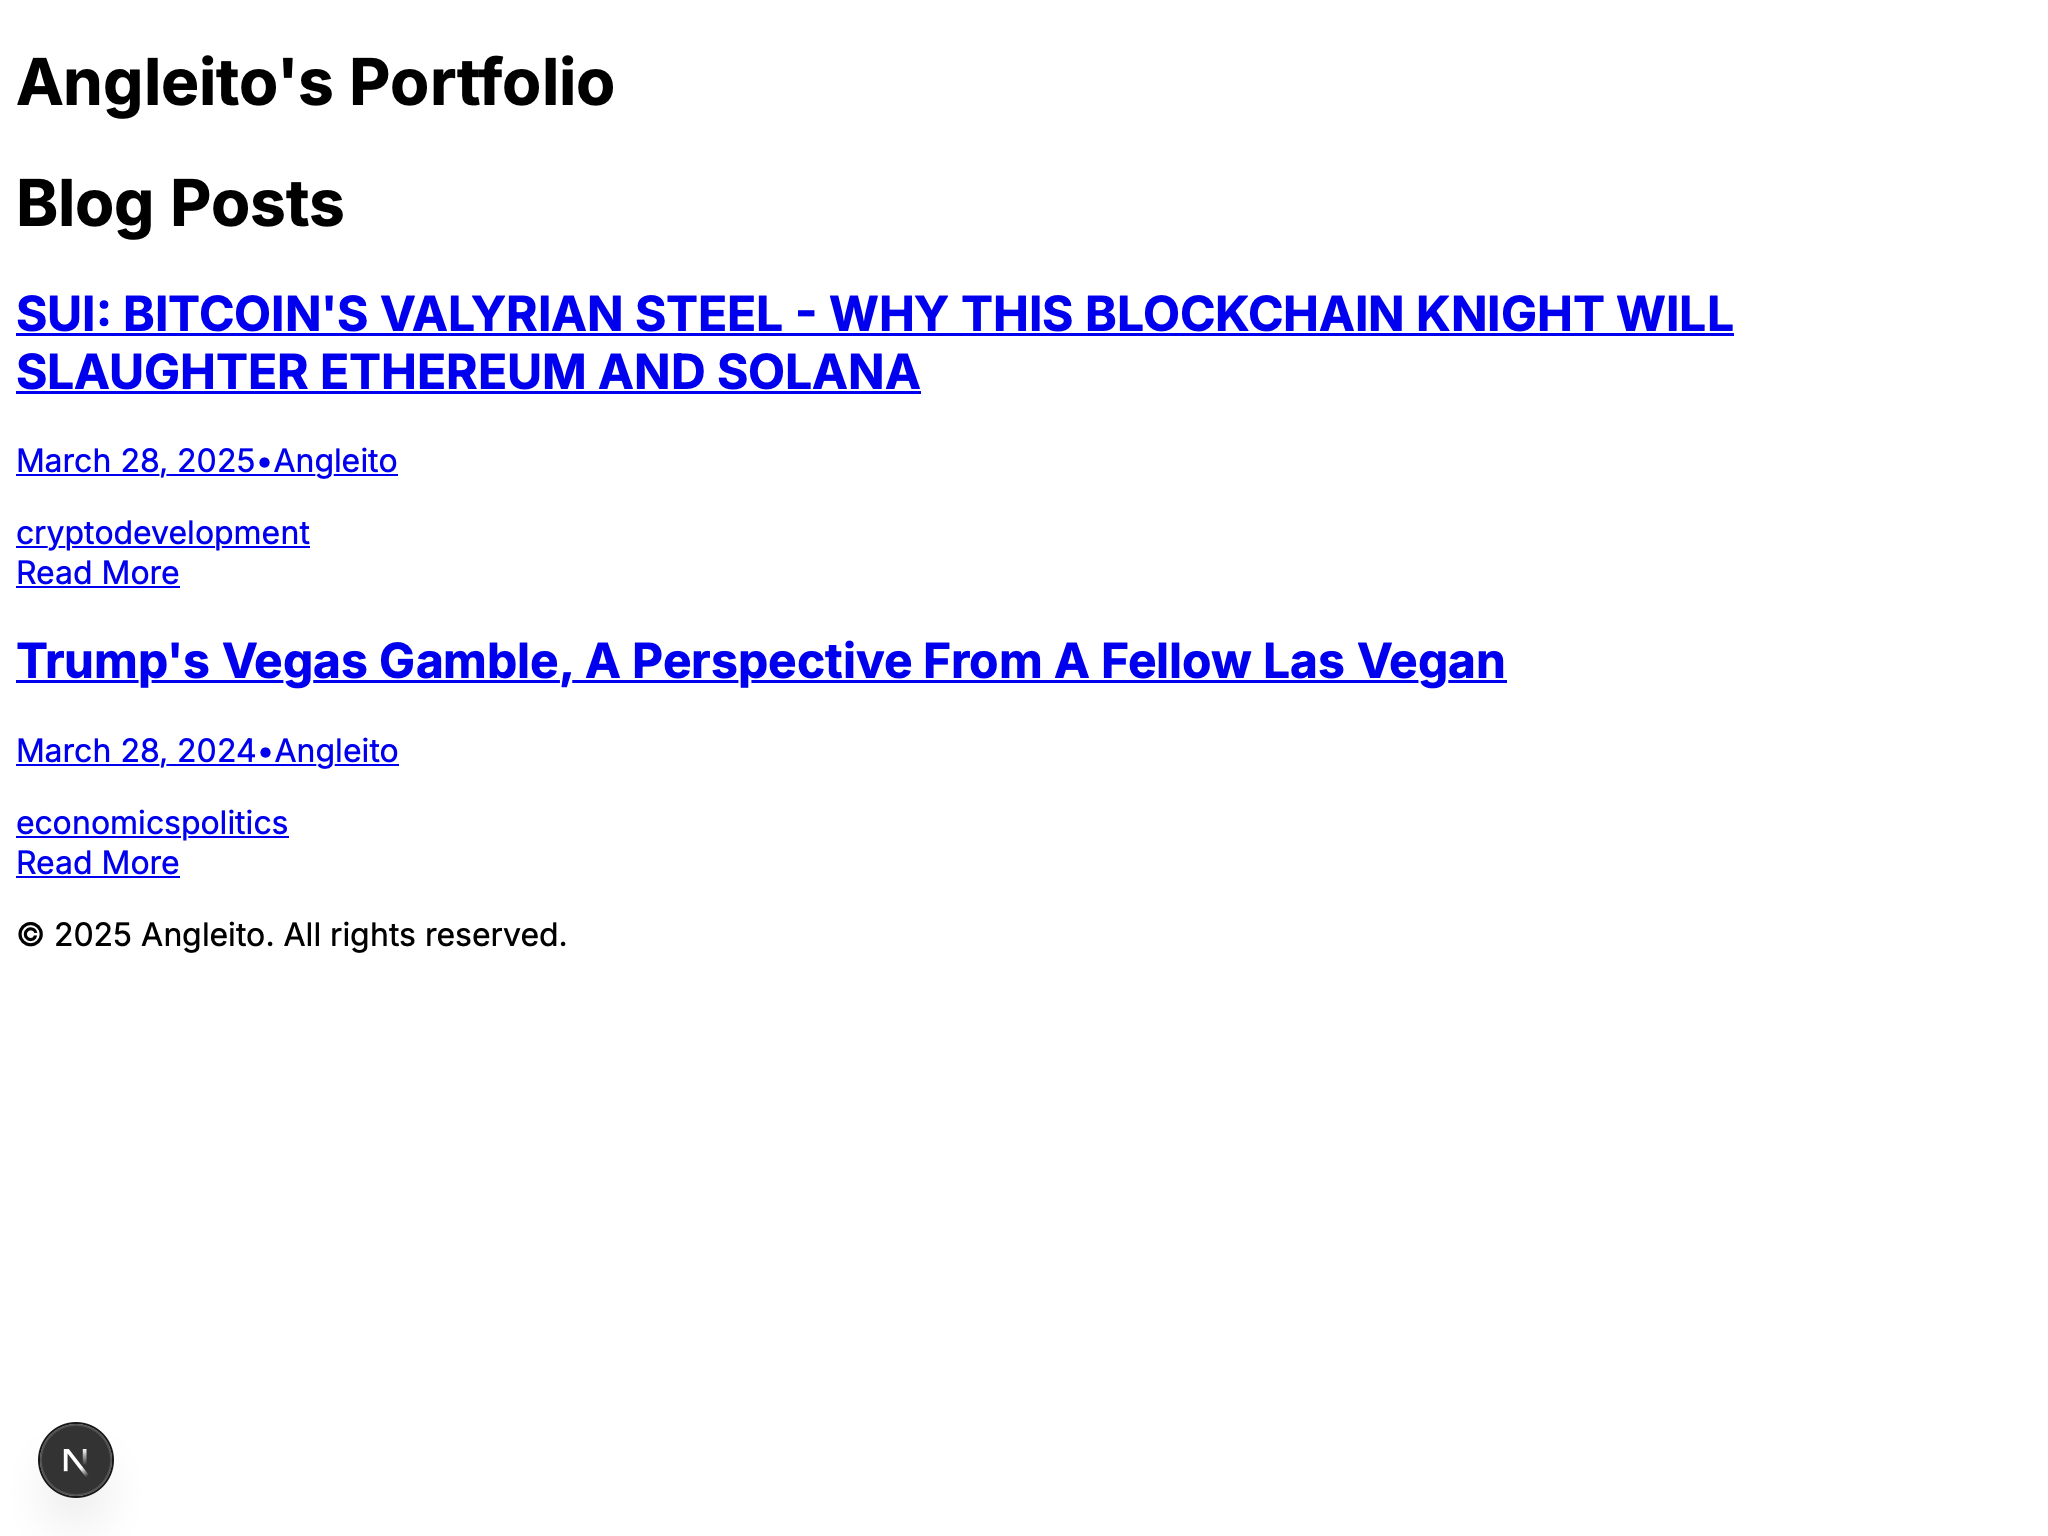 Angleito's Portfolio
Blog Posts
SUI: BITCOIN'S VALYRIAN STEEL - WHY THIS BLOCKCHAIN KNIGHT WILL
SLAUGHTER ETHEREUM AND SOLANA
March 28, 2025•Angleito
cryptodevelopment
Read More
Trump's Vegas Gamble, A Perspective From A Fellow Las Vegan
March 28, 2024•Angleito
economicspolitics
Read More
© 2025 Angleito. All rights reserved.
N